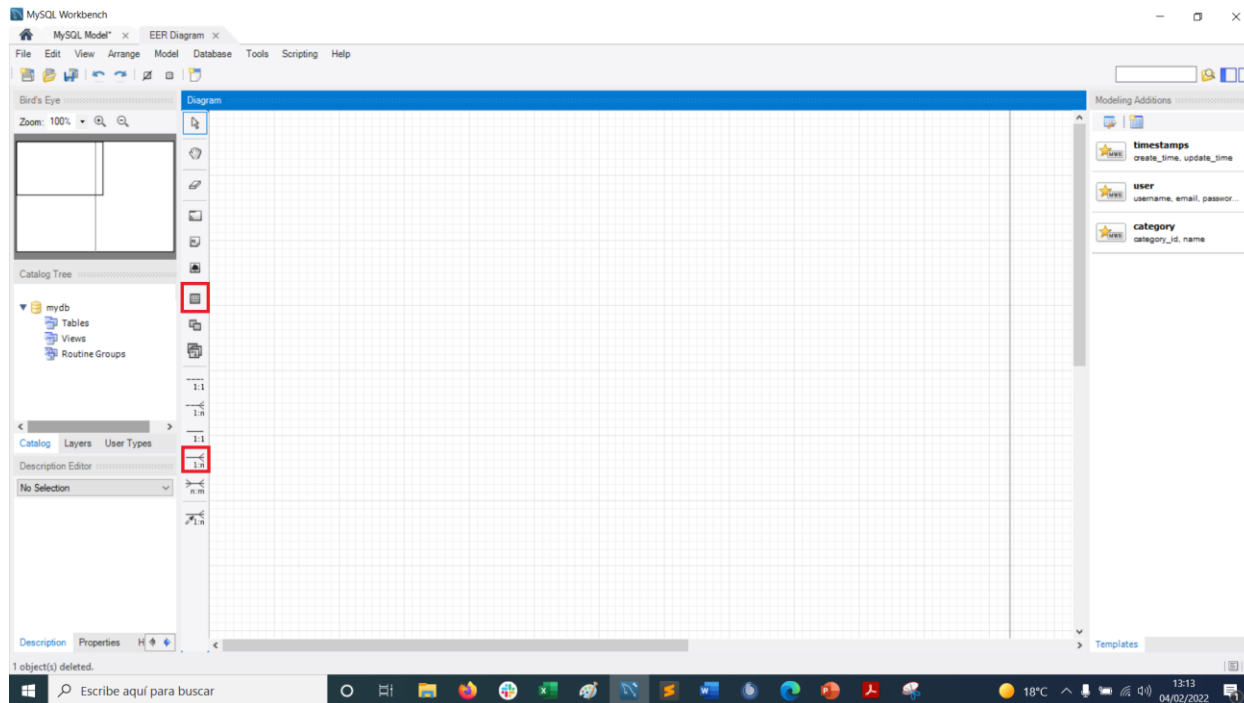 MySQL Workbench
MySQL Model* ×
EER Diagram ×
File Edit View Arrange Model Database Tools Scripting Help
Bird's Eye
Zoom: 100%
Diagram
Modeling Additions
timestamps
create_time, update_time
user
username, email, passwor...
category
category_id, name
Catalog Tree
mydb
Tables
Views
Routine Groups
1:1
1:n
1:1
1:n
n:m
1:n
Catalog Layers User Types
Description Editor
No Selection
Description Properties H
Templates
1 object(s) deleted.
Escribe aquí para buscar
18°C
13:13
04/02/2022